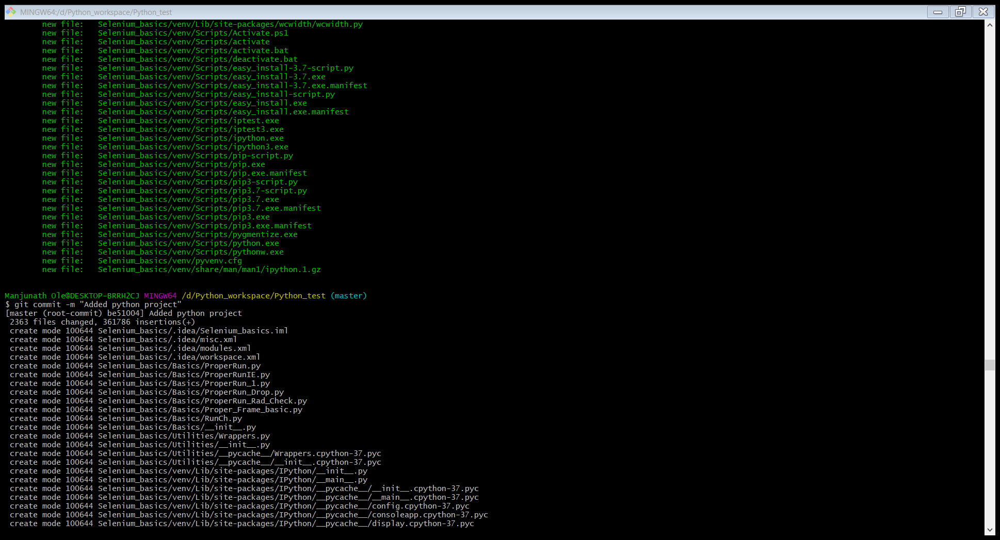 MINGW64:/d/Python_workspace/Python_test
new file:   Selenium_basics/venv/Lib/site-packages/wcwidth/wcwidth.py
new file:   Selenium_basics/venv/Scripts/Activate.ps1
new file:   Selenium_basics/venv/Scripts/activate
new file:   Selenium_basics/venv/Scripts/activate.bat
new file:   Selenium_basics/venv/Scripts/deactivate.bat
new file:   Selenium_basics/venv/Scripts/easy_install-3.7-script.py
new file:   Selenium_basics/venv/Scripts/easy_install-3.7.exe
new file:   Selenium_basics/venv/Scripts/easy_install-3.7.exe.manifest
new file:   Selenium_basics/venv/Scripts/easy_install-script.py
new file:   Selenium_basics/venv/Scripts/easy_install.exe
new file:   Selenium_basics/venv/Scripts/easy_install.exe.manifest
new file:   Selenium_basics/venv/Scripts/iptest.exe
new file:   Selenium_basics/venv/Scripts/iptest3.exe
new file:   Selenium_basics/venv/Scripts/ipython.exe
new file:   Selenium_basics/venv/Scripts/ipython3.exe
new file:   Selenium_basics/venv/Scripts/pip-script.py
new file:   Selenium_basics/venv/Scripts/pip.exe
new file:   Selenium_basics/venv/Scripts/pip.exe.manifest
new file:   Selenium_basics/venv/Scripts/pip3-script.py
new file:   Selenium_basics/venv/Scripts/pip3.7-script.py
new file:   Selenium_basics/venv/Scripts/pip3.7.exe
new file:   Selenium_basics/venv/Scripts/pip3.7.exe.manifest
new file:   Selenium_basics/venv/Scripts/pip3.exe
new file:   Selenium_basics/venv/Scripts/pip3.exe.manifest
new file:   Selenium_basics/venv/Scripts/pygmentize.exe
new file:   Selenium_basics/venv/Scripts/python.exe
new file:   Selenium_basics/venv/Scripts/pythonw.exe
new file:   Selenium_basics/venv/pyvenv.cfg
new file:   Selenium_basics/venv/share/man/man1/ipython.1.gz
Manjunath Ole@DESKTOP-BRRH2CJ MINGW64 /d/Python_workspace/Python_test (master)
$ git commit -m "Added python project"
[master (root-commit) be51004] Added python project
2363 files changed, 361786 insertions(+)
create mode 100644 Selenium_basics/.idea/Selenium_basics.iml
create mode 100644 Selenium_basics/.idea/misc.xml
create mode 100644 Selenium_basics/.idea/modules.xml
create mode 100644 Selenium_basics/.idea/workspace.xml
create mode 100644 Selenium_basics/Basics/ProperRun.py
create mode 100644 Selenium_basics/Basics/ProperRunIE.py
create mode 100644 Selenium_basics/Basics/ProperRun_1.py
create mode 100644 Selenium_basics/Basics/ProperRun_Drop.py
create mode 100644 Selenium_basics/Basics/ProperRun_Rad_Check.py
create mode 100644 Selenium_basics/Basics/Proper_Frame_basic.py
create mode 100644 Selenium_basics/Basics/RunCh.py
create mode 100644 Selenium_basics/Basics/__init__.py
create mode 100644 Selenium_basics/Utilities/Wrappers.py
create mode 100644 Selenium_basics/Utilities/__init__.py
create mode 100644 Selenium_basics/Utilities/__pycache__/Wrappers.cpython-37.pyc
create mode 100644 Selenium_basics/Utilities/__pycache__/__init__.cpython-37.pyc
create mode 100644 Selenium_basics/venv/Lib/site-packages/IPython/__init__.py
create mode 100644 Selenium_basics/venv/Lib/site-packages/IPython/__main__.py
create mode 100644 Selenium_basics/venv/Lib/site-packages/IPython/__pycache__/__init__.cpython-37.pyc
create mode 100644 Selenium_basics/venv/Lib/site-packages/IPython/__pycache__/__main__.cpython-37.pyc
create mode 100644 Selenium_basics/venv/Lib/site-packages/IPython/__pycache__/config.cpython-37.pyc
create mode 100644 Selenium_basics/venv/Lib/site-packages/IPython/__pycache__/consoleapp.cpython-37.pyc
create mode 100644 Selenium_basics/venv/Lib/site-packages/IPython/__pycache__/display.cpython-37.pyc